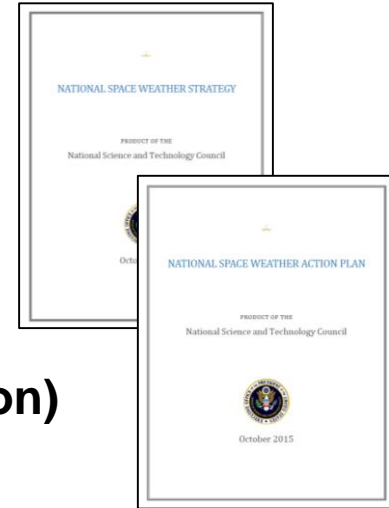 NATIONAL SPACE WEATHER STRATEGY
PRODUCT OF THE
National Science and Technology Council
Octo
NATIONAL SPACE WEATHER ACTION PLAN
PRODUCT OF THE
National Science and Technology Council
October 2015
on)